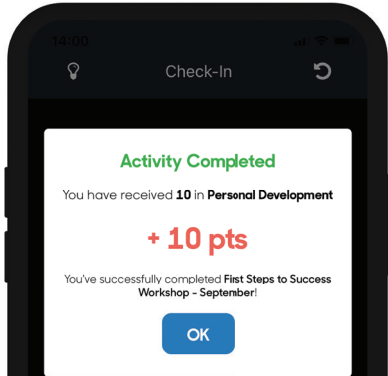 14:00
Check-In
Activity Completed
You have received 10 in Personal Development
+ 10 pts
You've successfully completed First Steps to Success
Workshop - September!
OK